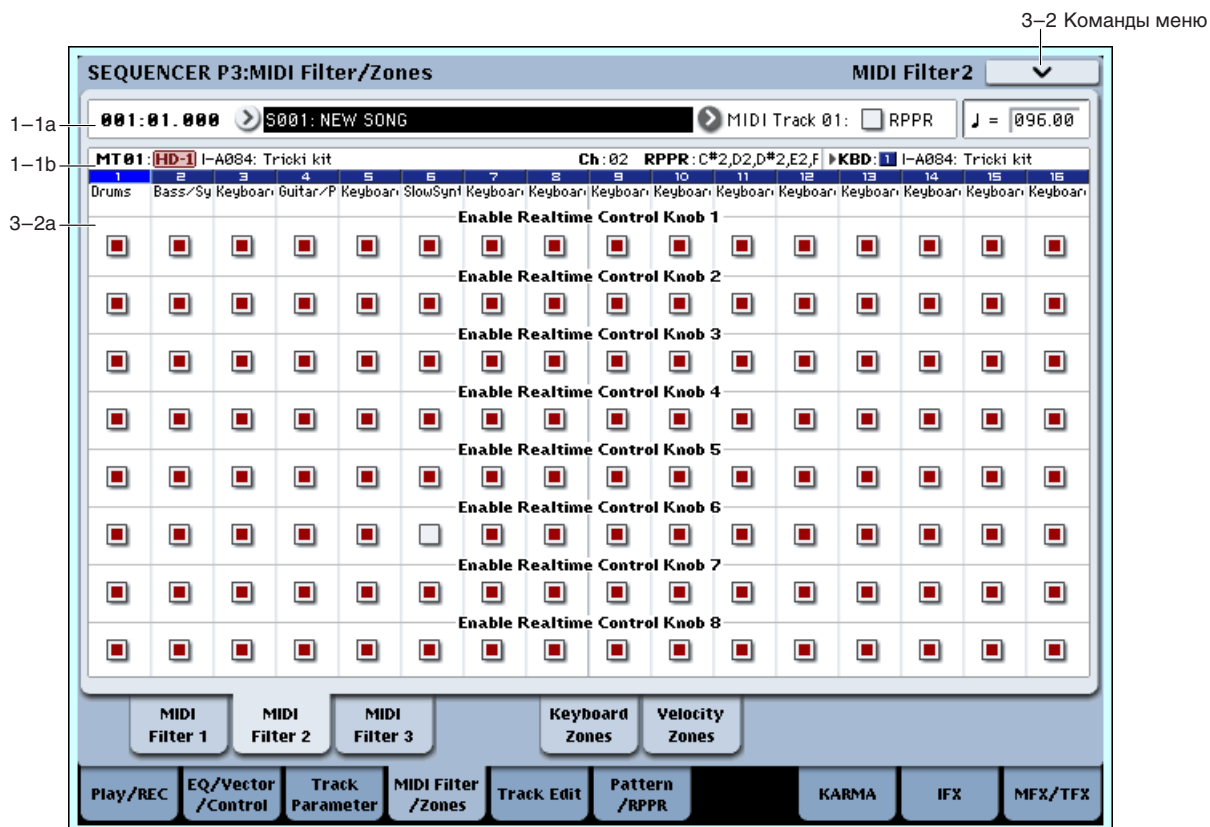 3–2 Команды меню
SEQUENCER P3:MIDI Filter/Zones MIDI Filter2
1–1a
001:01.000 S001: NEW SONG MIDI Track 01: RPPR ♩ = 096.00
1–1b
MT01: HD-1 I-A084: Tricki kit Ch:02 RPPR:C#2,D2,D#2,E2,F KBD: 1 I-A084: Tricki kit
1 2 3 4 5 6 7 8 9 10 11 12 13 14 15 16
Drums Bass/Sy Keyboar Guitar/P Keyboar SlowSynt Keyboar Keyboar Keyboar Keyboar Keyboar Keyboar Keyboar Keyboar Keyboar Keyboar
3–2a
Enable Realtime Control Knob 1
Enable Realtime Control Knob 2
Enable Realtime Control Knob 3
Enable Realtime Control Knob 4
Enable Realtime Control Knob 5
Enable Realtime Control Knob 6
Enable Realtime Control Knob 7
Enable Realtime Control Knob 8
MIDI Filter 1 MIDI Filter 2 MIDI Filter 3 Keyboard Zones Velocity Zones
Play/REC EQ/Vector /Control Track Parameter MIDI Filter /Zones Track Edit Pattern /RPPR KARMA IFX MFX/TFX